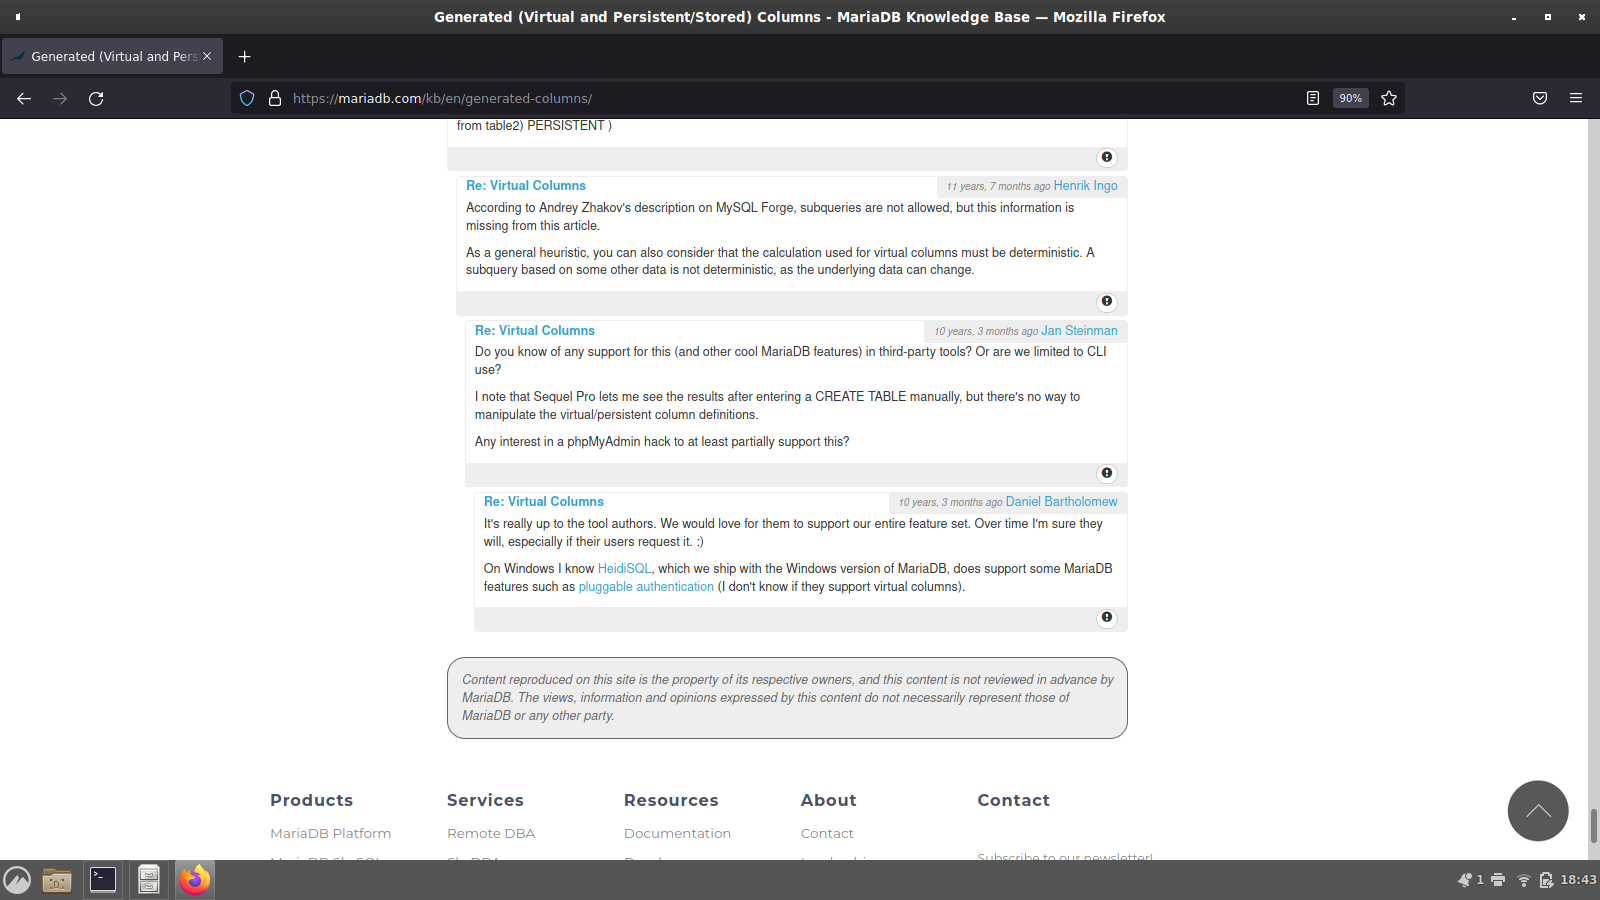 Generated (Virtual and Persistent/Stored) Columns - MariaDB Knowledge Base — Mozilla Firefox
Generated (Virtual and Pers
https://mariadb.com/kb/en/generated-columns/
90%
from table2) PERSISTENT )
Re: Virtual Columns
11 years, 7 months ago Henrik Ingo
According to Andrey Zhakov's description on MySQL Forge, subqueries are not allowed, but this information is
missing from this article.
As a general heuristic, you can also consider that the calculation used for virtual columns must be deterministic. A
subquery based on some other data is not deterministic, as the underlying data can change.
Re: Virtual Columns
10 years, 3 months ago Jan Steinman
Do you know of any support for this (and other cool MariaDB features) in third-party tools? Or are we limited to CLI
use?
I note that Sequel Pro lets me see the results after entering a CREATE TABLE manually, but there's no way to
manipulate the virtual/persistent column definitions.
Any interest in a phpMyAdmin hack to at least partially support this?
Re: Virtual Columns
10 years, 3 months ago Daniel Bartholomew
It's really up to the tool authors. We would love for them to support our entire feature set. Over time I'm sure they
will, especially if their users request it. :)
On Windows I know HeidiSQL, which we ship with the Windows version of MariaDB, does support some MariaDB
features such as pluggable authentication (I don't know if they support virtual columns).
Content reproduced on this site is the property of its respective owners, and this content is not reviewed in advance by
MariaDB. The views, information and opinions expressed by this content do not necessarily represent those of
MariaDB or any other party.
Products Services Resources About Contact
MariaDB Platform Remote DBA Documentation Contact
Subscribe to our newsletter!
1
18:43